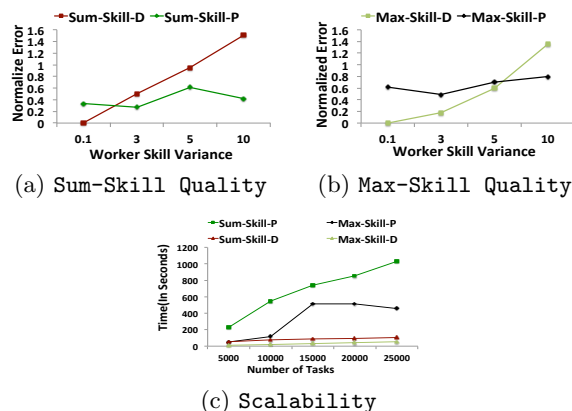 Sum-Skill-D Sum-Skill-P
Normalize Error
1.6
1.4
1.2
1
0.8
0.6
0.4
0.2
0
0.1 3 5 10
Worker Skill Variance
(a) Sum-Skill Quality
Max-Skill-D Max-Skill-P
Normalized Error
1.6
1.4
1.2
1
0.8
0.6
0.4
0.2
0
0.1 3 5 10
Worker Skill Variance
(b) Max-Skill Quality
Sum-Skill-P Max-Skill-P
Sum-Skill-D Max-Skill-D
Time(In Seconds)
1200
1000
800
600
400
200
0
5000 10000 15000 20000 25000
Number of Tasks
(c) Scalability